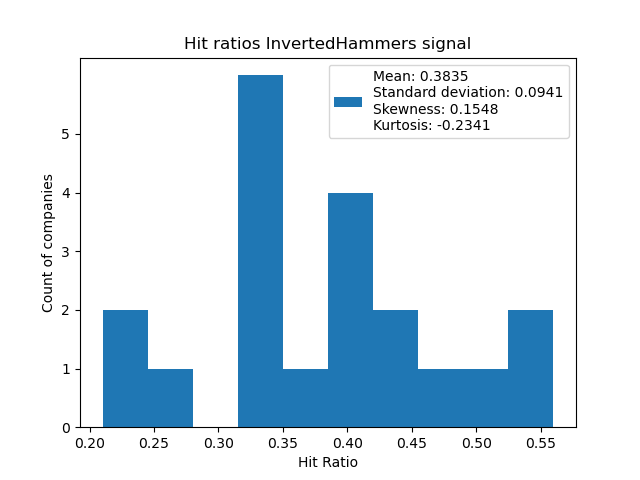 Hit ratios InvertedHammers signal
Mean: 0.3835
Standard deviation: 0.0941
Skewness: 0.1548
Kurtosis: -0.2341
Count of companies
5
4
3
2
1
0
0.20 0.25 0.30 0.35 0.40 0.45 0.50 0.55
Hit Ratio